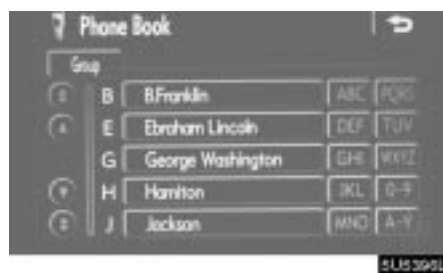 Phone Book
Group
B B.Franklin ABC PQRS
E Ebraham Lincoln DEF TUV
G George Washington GHI WXYZ
H Hamilton JKL 0-9
J Jackson MNO A-Y